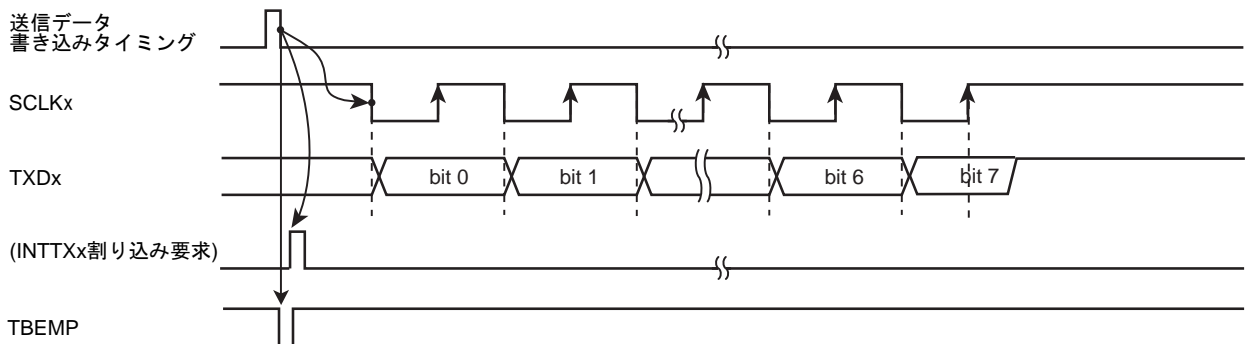 送信データ
書き込みタイミング
SCLKx
TXDx
bit 0
bit 1
bit 6
bit 7
(INTTXx割り込み要求)
TBEMP